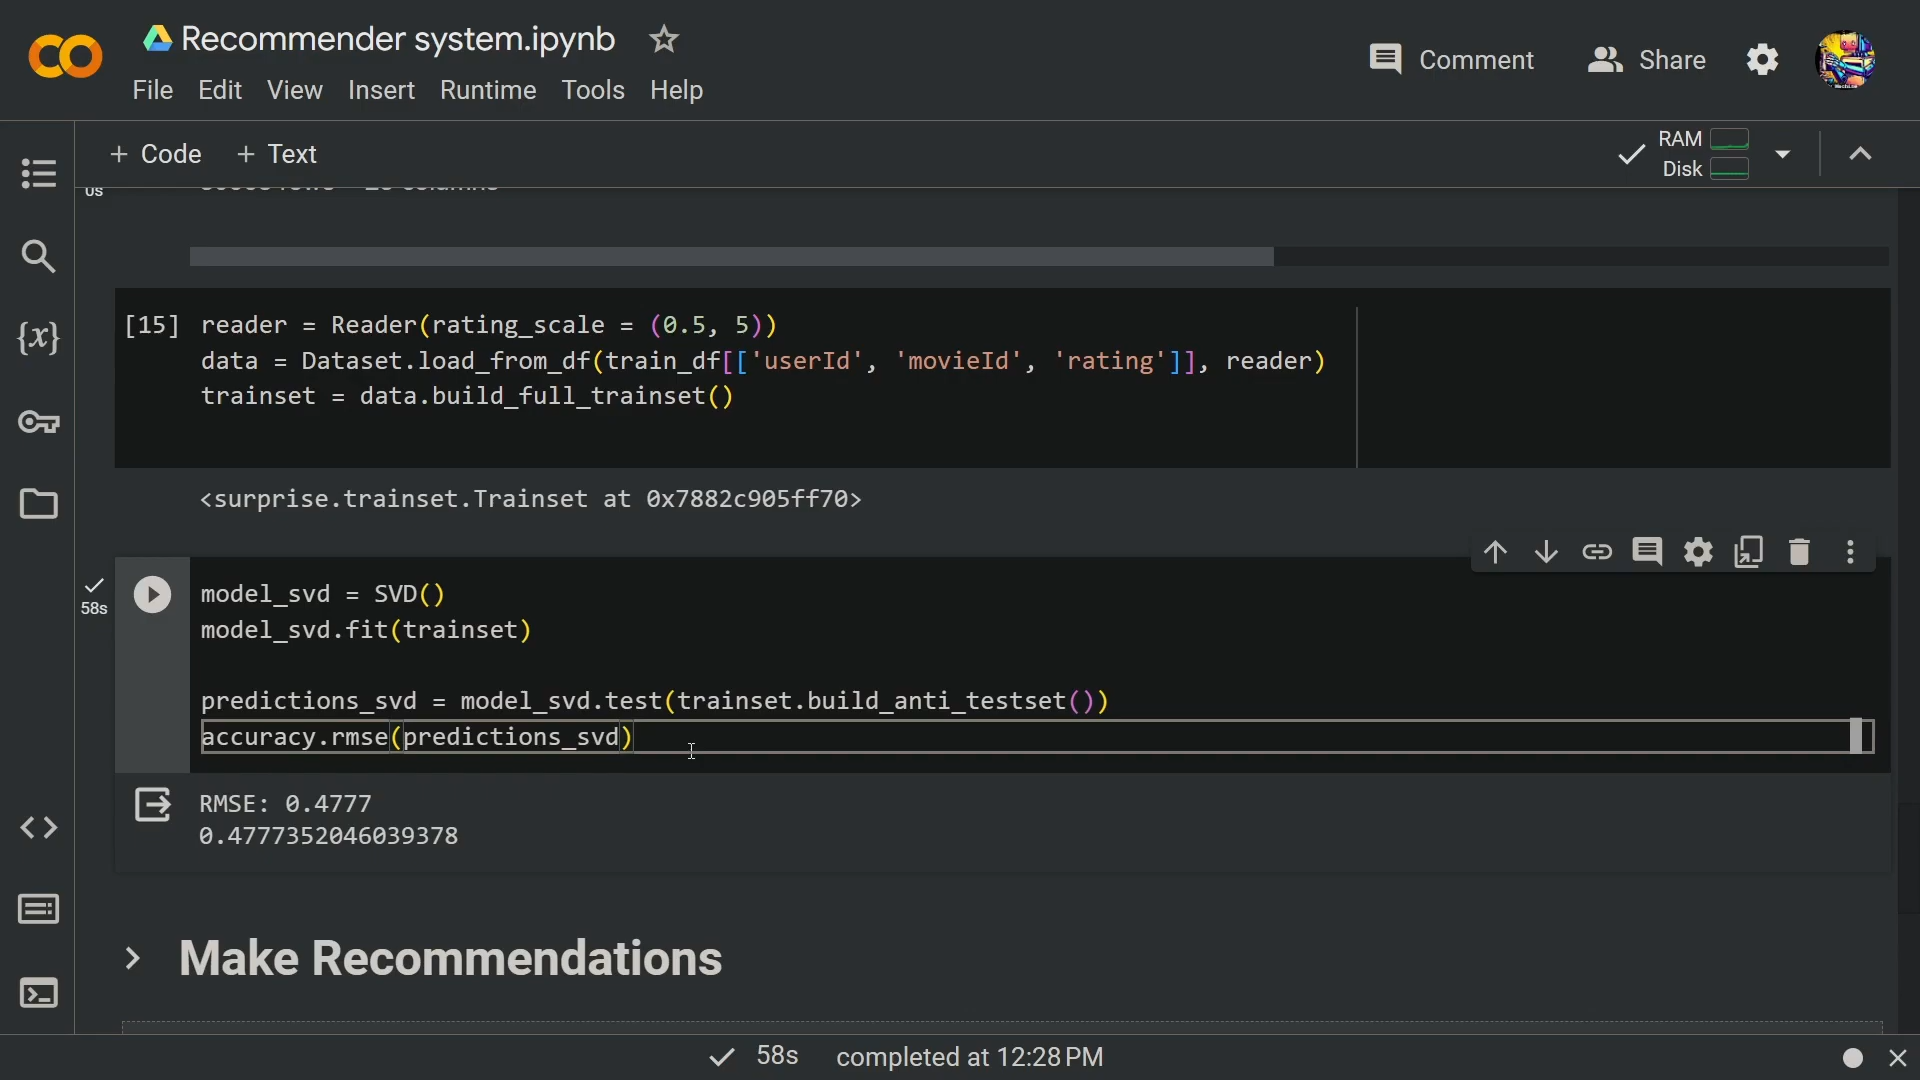 Recommender system.ipynb
Comment
Share
File Edit View Insert Runtime Tools Help
+ Code + Text
RAM
Disk
0s
[15] reader = Reader(rating_scale = (0.5, 5))
data = Dataset.load_from_df(train_df[['userId', 'movieId', 'rating']], reader)
trainset = data.build_full_trainset()
<surprise.trainset.Trainset at 0x7882c905ff70>
58s
model_svd = SVD()
model_svd.fit(trainset)
predictions_svd = model_svd.test(trainset.build_anti_testset())
accuracy.rmse(predictions_svd)
RMSE: 0.4777
0.4777352046039378
Make Recommendations
58s completed at 12:28 PM